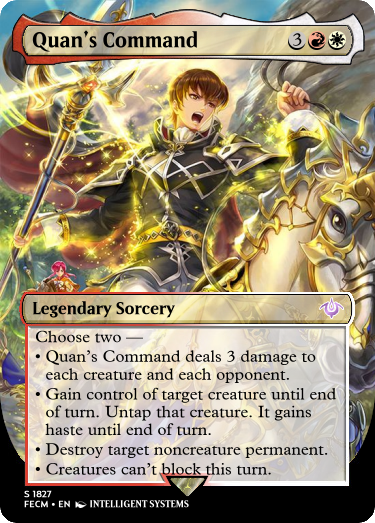 Quan's Command 3
Legendary Sorcery
Choose two —
• Quan's Command deals 3 damage to
each creature and each opponent.
• Gain control of target creature until end
of turn. Untap that creature. It gains
haste until end of turn.
• Destroy target noncreature permanent.
• Creatures can't block this turn.
S 1827
FECM • EN INTELLIGENT SYSTEMS